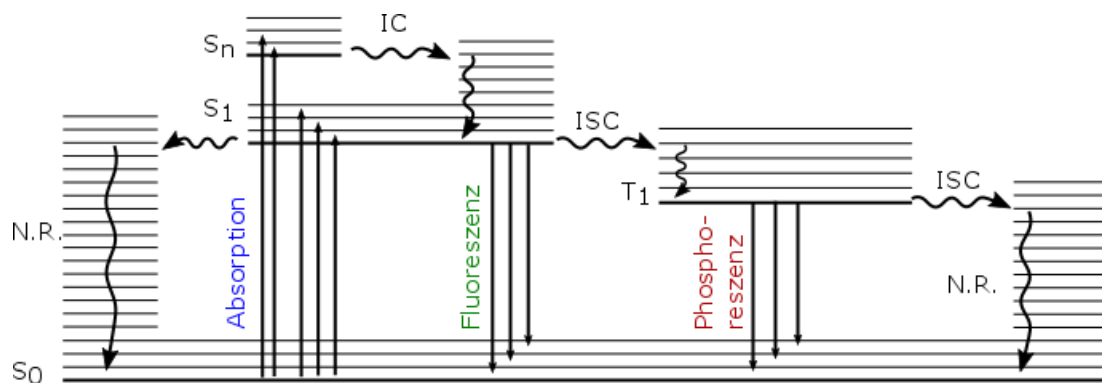 IC
Sn
S1
ISC
ISC
T1
N.R.
Absorption
Fluoreszenz
Phospho-
reszenz
N.R.
S0